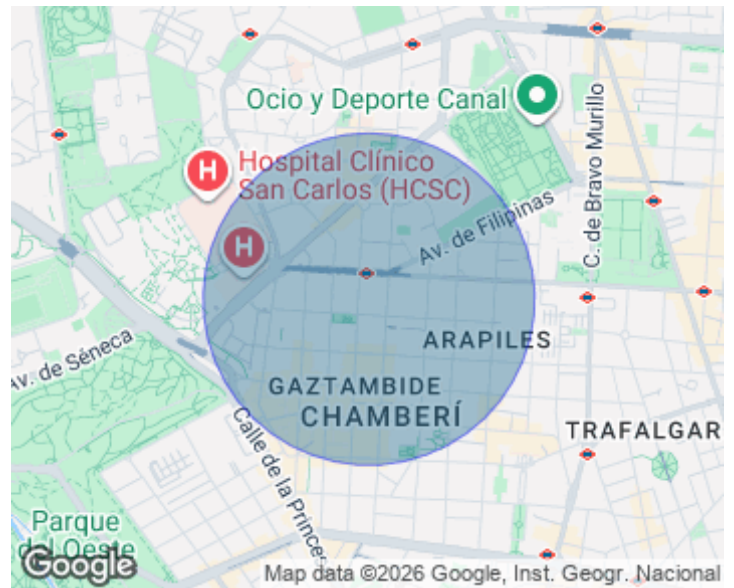 Ocio y Deporte Canal
H
Hospital Clínico
San Carlos (HCSC)
H
C. de Bravo Murillo
Av. de Filipinas
ARAPILES
Av. de Séneca
GAZTAMBIDE
CHAMBERÍ
TRAFALGAR
Calle de la Princes
Parque
del Oeste
Google
Map data ©2026 Google, Inst. Geogr. Nacional